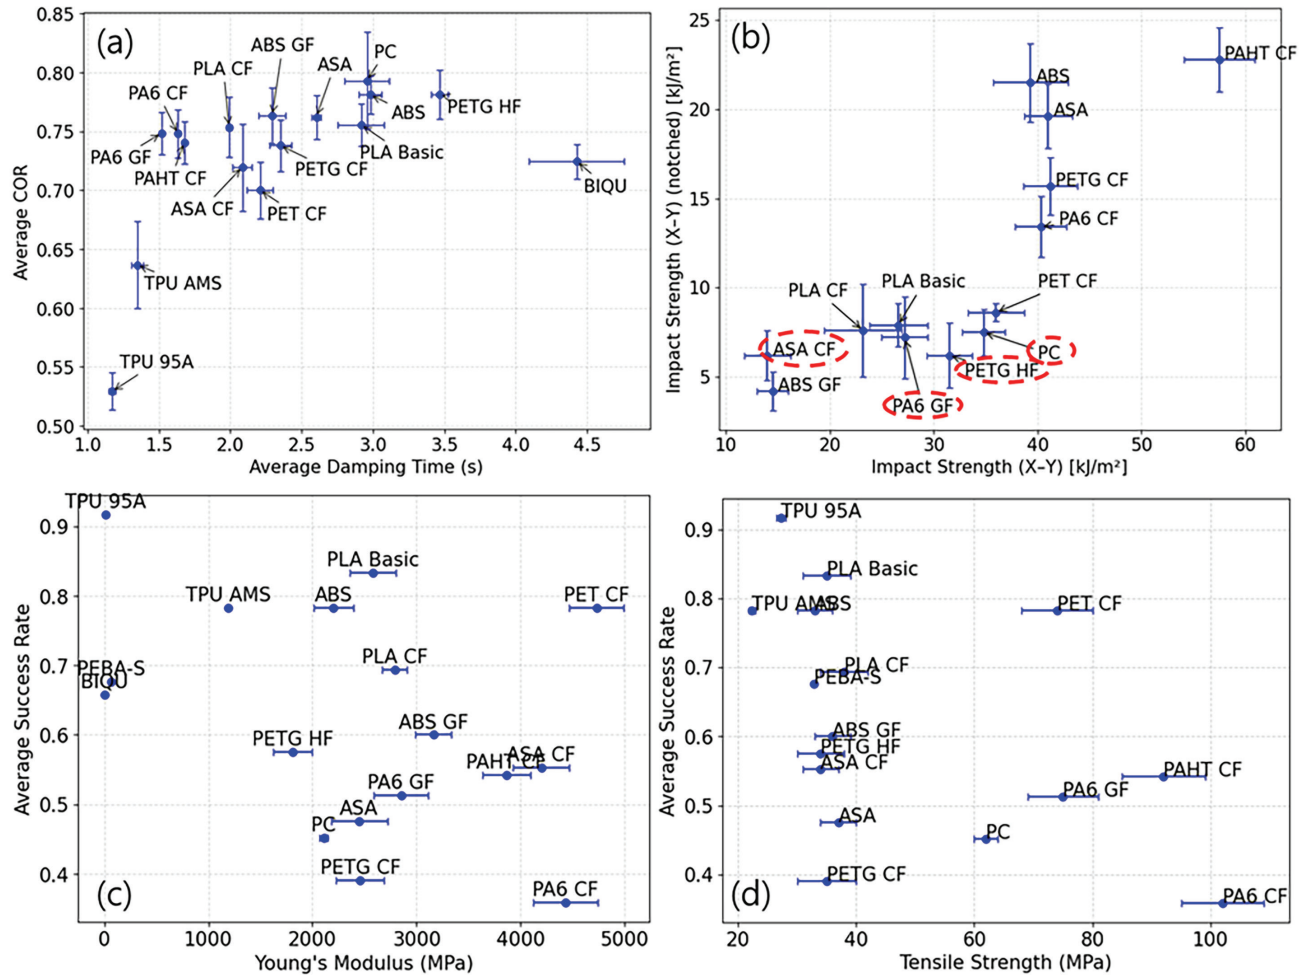 (a)
0.85
0.80
0.75
0.70
0.65
0.60
0.55
0.50
Average COR
ABS GF
PC
ASA
PLA CF
PA6 CF
ABS
PETG HF
PA6 GF
PLA Basic
PETG CF
PAHT CF
BIQU
ASA CF
PET CF
TPU AMS
TPU 95A
1.0
1.5
2.0
2.5
3.0
3.5
4.0
4.5
Average Damping Time (s)
(b)
25
20
15
10
5
Impact Strength (X–Y) (notched) [kJ/m²]
PAHT CF
ABS
ASA
PETG CF
PA6 CF
PLA Basic
PET CF
PLA CF
ASA CF
PC
PETG HF
ABS GF
PA6 GF
10
20
30
40
50
60
Impact Strength (X–Y) [kJ/m²]
TPU 95A
0.9
0.8
0.7
0.6
0.5
0.4
Average Success Rate
PLA Basic
TPU AMS
ABS
PET CF
PLA CF
PEBA-S
BIQU
ABS GF
PETG HF
ASA CF
PAHT CF
PA6 GF
ASA
PC
PETG CF
PA6 CF
(c)
0
1000
2000
3000
4000
5000
Young's Modulus (MPa)
0.9
0.8
0.7
0.6
0.5
0.4
Average Success Rate
TPU 95A
PLA Basic
TPU AMS
ABS
PET CF
PLA CF
PEBA-S
ABS GF
PETG HF
ASA CF
PAHT CF
PA6 GF
ASA
PC
PETG CF
PA6 CF
(d)
20
40
60
80
100
Tensile Strength (MPa)